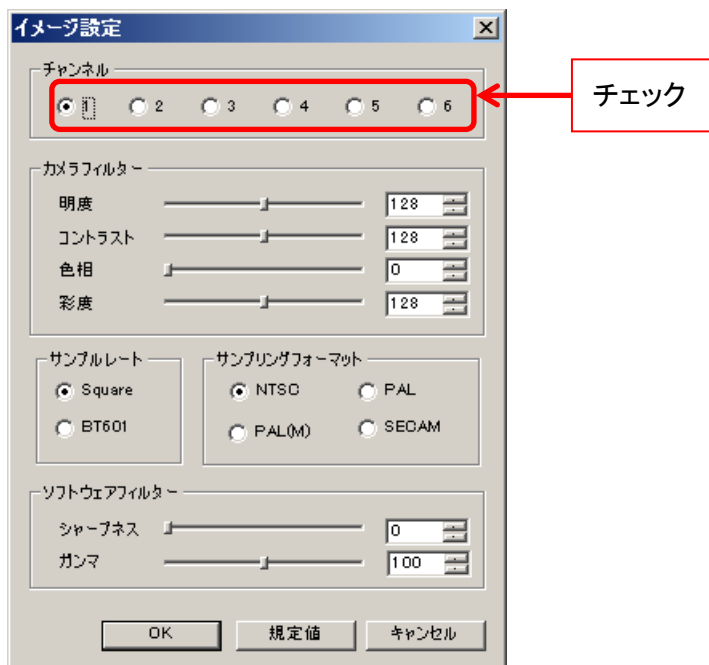 イメージ設定
チャンネル
1 2 3 4 5 6
チェック
カメラフィルター
明度 128
コントラスト 128
色相 0
彩度 128
サンプルレート
Square
BT601
サンプリングフォーマット
NTSC PAL
PAL(M) SECAM
ソフトウェアフィルター
シャープネス 0
ガンマ 100
OK 規定値 キャンセル